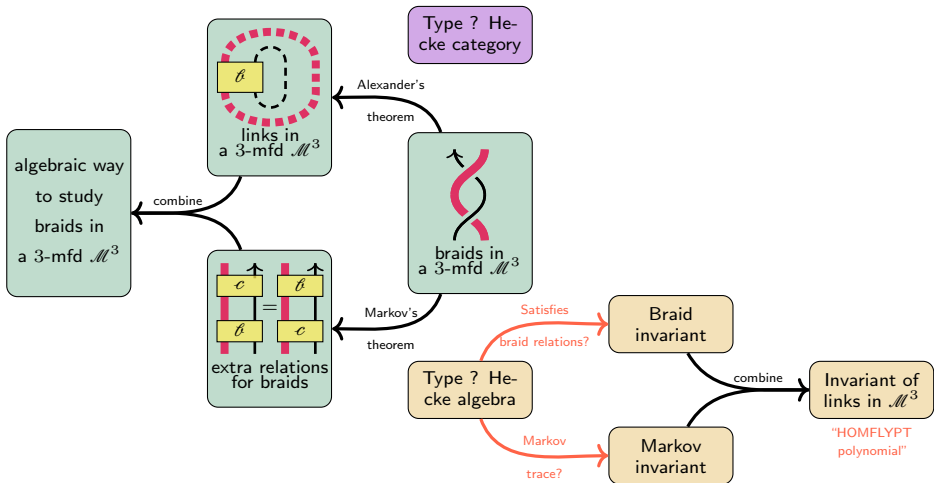 Type ? He-
cke category
Alexander's
theorem
𝒷
links in
a 3-mfd ℳ³
algebraic way
to study
braids in
a 3-mfd ℳ³
combine
braids in
a 3-mfd ℳ³
𝒸
𝒷
=
𝒷
𝒸
extra relations
for braids
Markov's
theorem
Satisfies
braid relations?
Braid
invariant
Type ? He-
cke algebra
combine
Invariant of
links in ℳ³
"HOMFLYPT
polynomial"
Markov
trace?
Markov
invariant